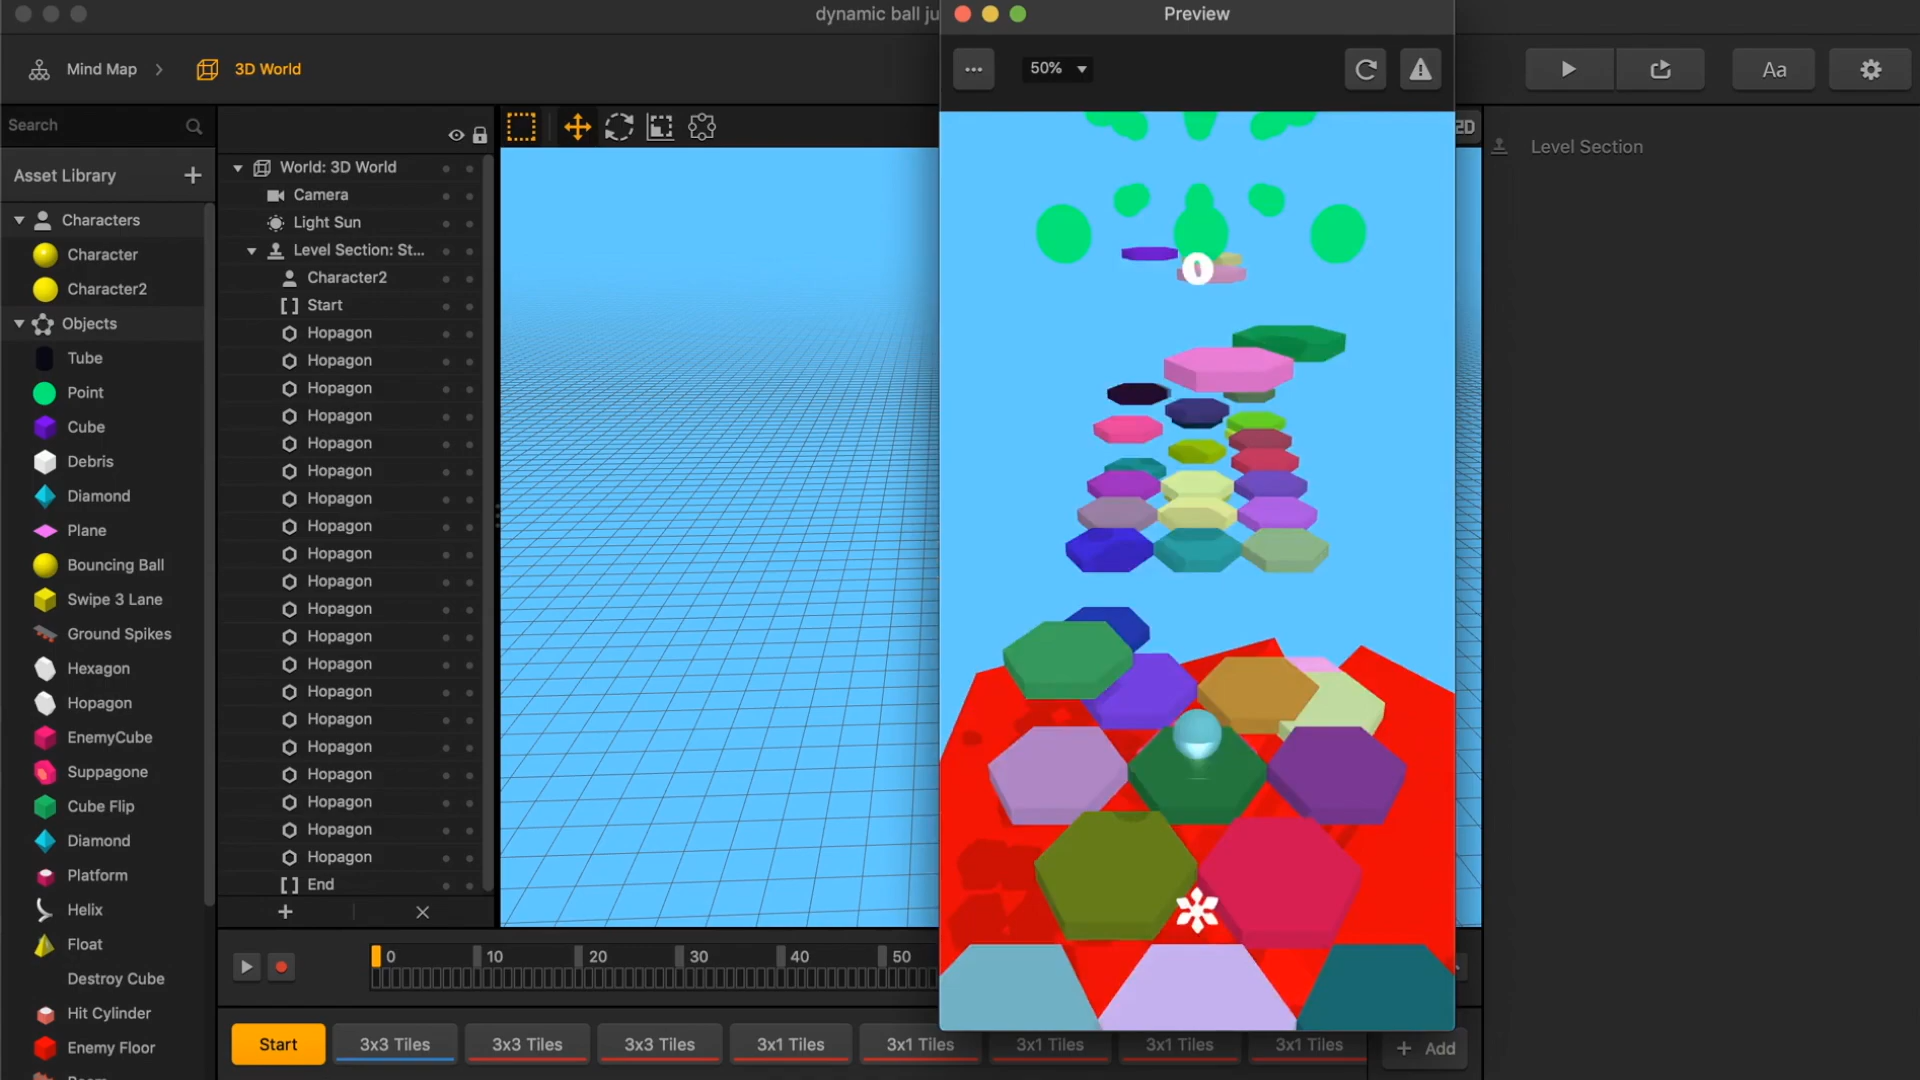 dynamic ball ju
Preview
Mind Map
3D World
50%
Aa
Search
2D
Level Section
Asset Library
World: 3D World
Camera
Characters
Light Sun
Character
Level Section: St...
Character2
Character2
Objects
Start
Tube
Hopagon
Point
Hopagon
Cube
Hopagon
Debris
Hopagon
Diamond
Hopagon
Plane
Hopagon
Bouncing Ball
Hopagon
Swipe 3 Lane
Hopagon
Ground Spikes
Hopagon
Hexagon
Hopagon
Hopagon
Hopagon
EnemyCube
Hopagon
Suppagone
Hopagon
Cube Flip
Hopagon
Diamond
Hopagon
Platform
Hopagon
Helix
Hopagon
Float
Hopagon
Destroy Cube
Hopagon
Hit Cylinder
Hopagon
Enemy Floor
End
0
0 10 20 30 40 50
Start
3x3 Tiles
3x3 Tiles
3x3 Tiles
3x1 Tiles
3x1 Tiles
3x1 Tiles
3x1 Tiles
3x1 Tiles
Add